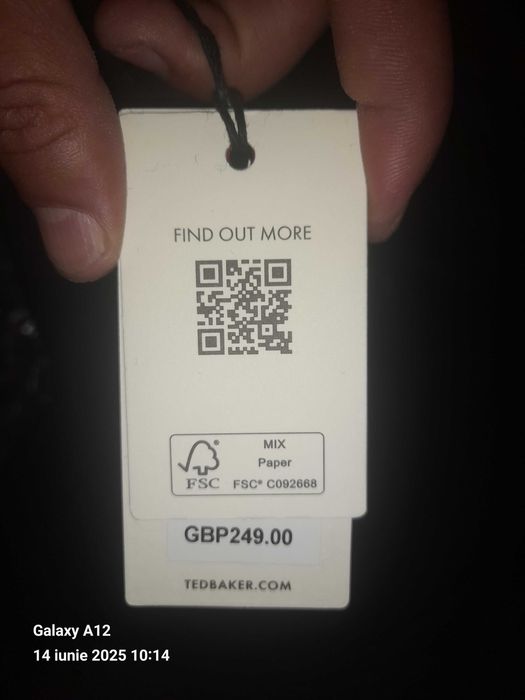 FIND OUT MORE
MIX
Paper
FSC® C092668
FSC
GBP249.00
TEDBAKER.COM
Galaxy A12
14 iunie 2025 10:14